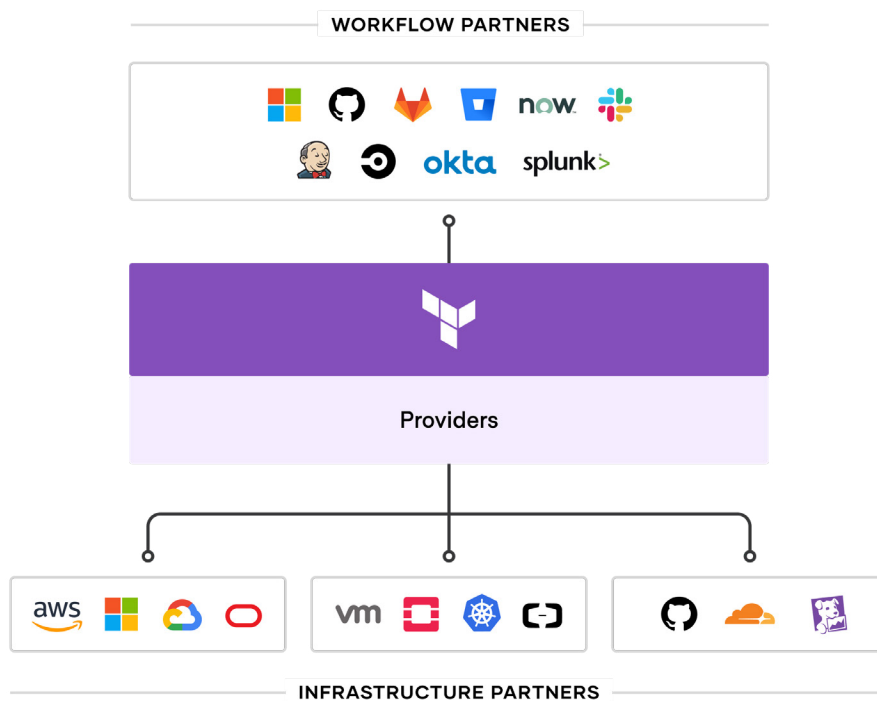 WORKFLOW PARTNERS
now
okta
splunk>
Providers
aws
vm
INFRASTRUCTURE PARTNERS